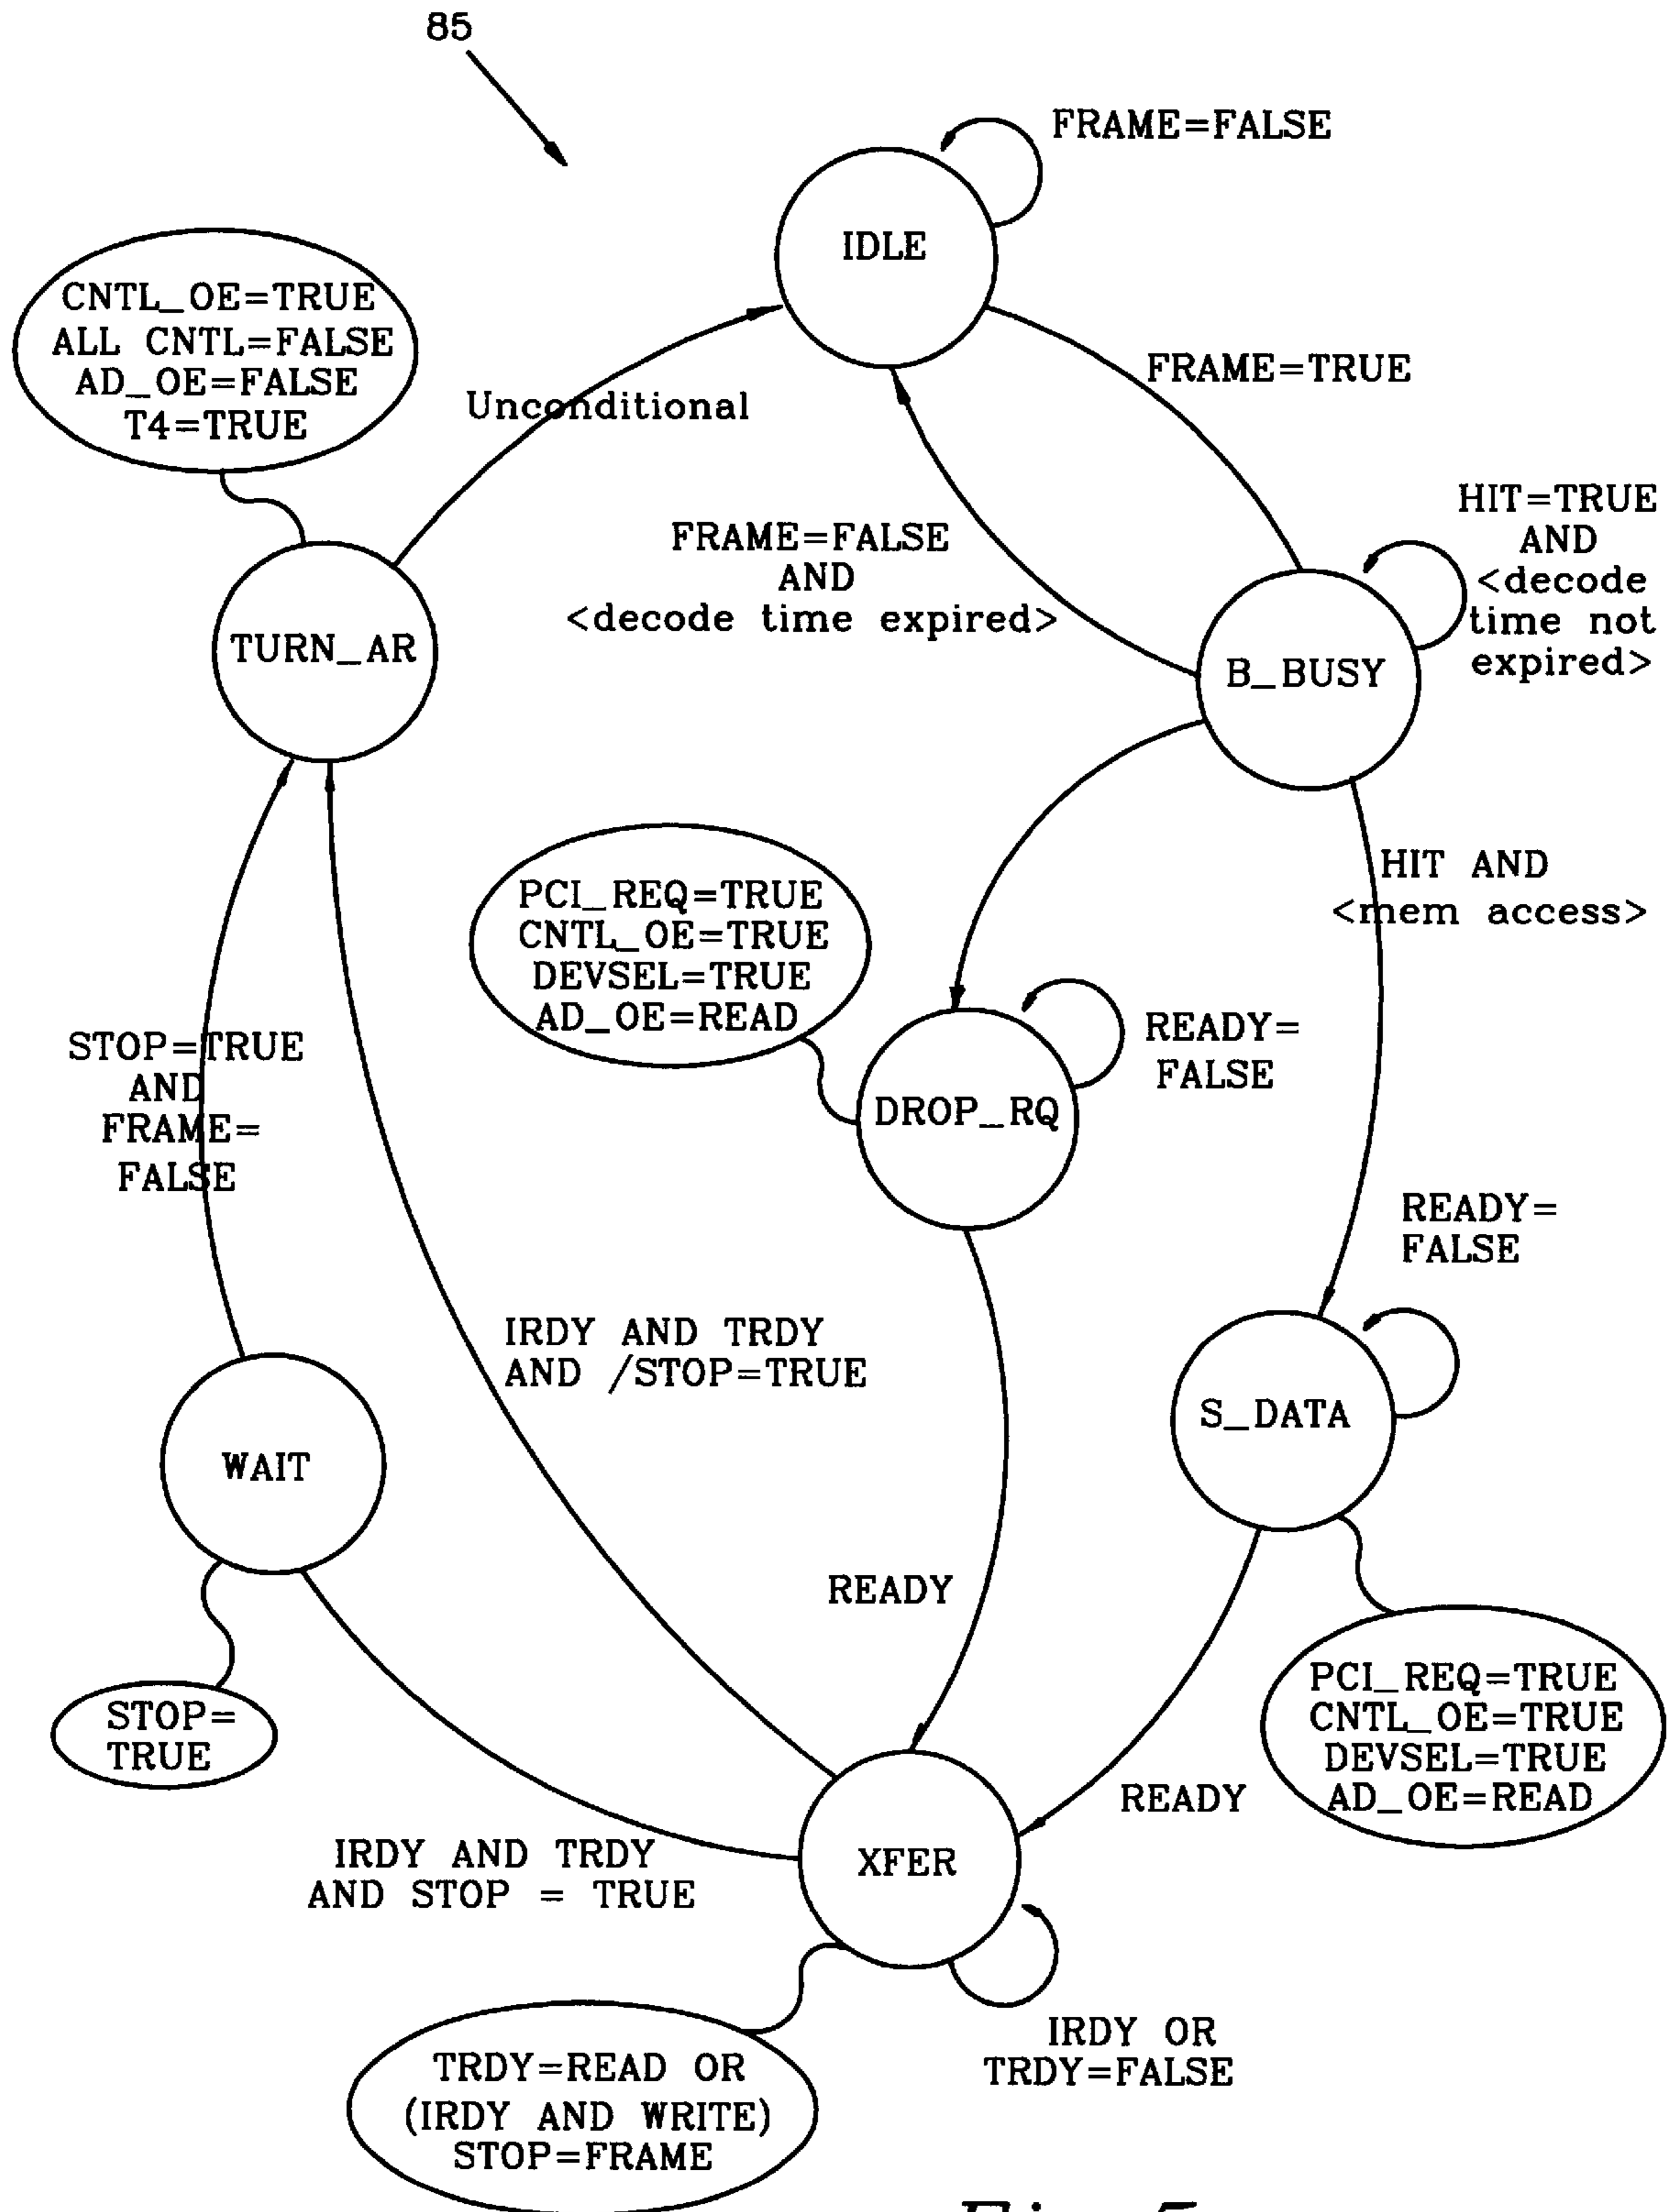 85
FRAME=FALSE
IDLE
CNTL_OE=TRUE
ALL CNTL=FALSE
AD_OE=FALSE
T4=TRUE
FRAME=TRUE
Unconditional
HIT=TRUE
AND
<decode
time not
expired>
FRAME=FALSE
AND
<decode time expired>
TURN_AR
B_BUSY
HIT AND
<mem access>
PCI_REQ=TRUE
CNTL_OE=TRUE
DEVSEL=TRUE
AD_OE=READ
READY=
FALSE
DROP_RQ
STOP=TRUE
AND
FRAME=
FALSE
READY=
FALSE
IRDY AND TRDY
AND /STOP=TRUE
S_DATA
WAIT
READY
PCI_REQ=TRUE
CNTL_OE=TRUE
DEVSEL=TRUE
AD_OE=READ
STOP=
TRUE
READY
IRDY AND TRDY
AND STOP = TRUE
XFER
IRDY OR
TRDY=FALSE
TRDY=READ OR
(IRDY AND WRITE)
STOP=FRAME